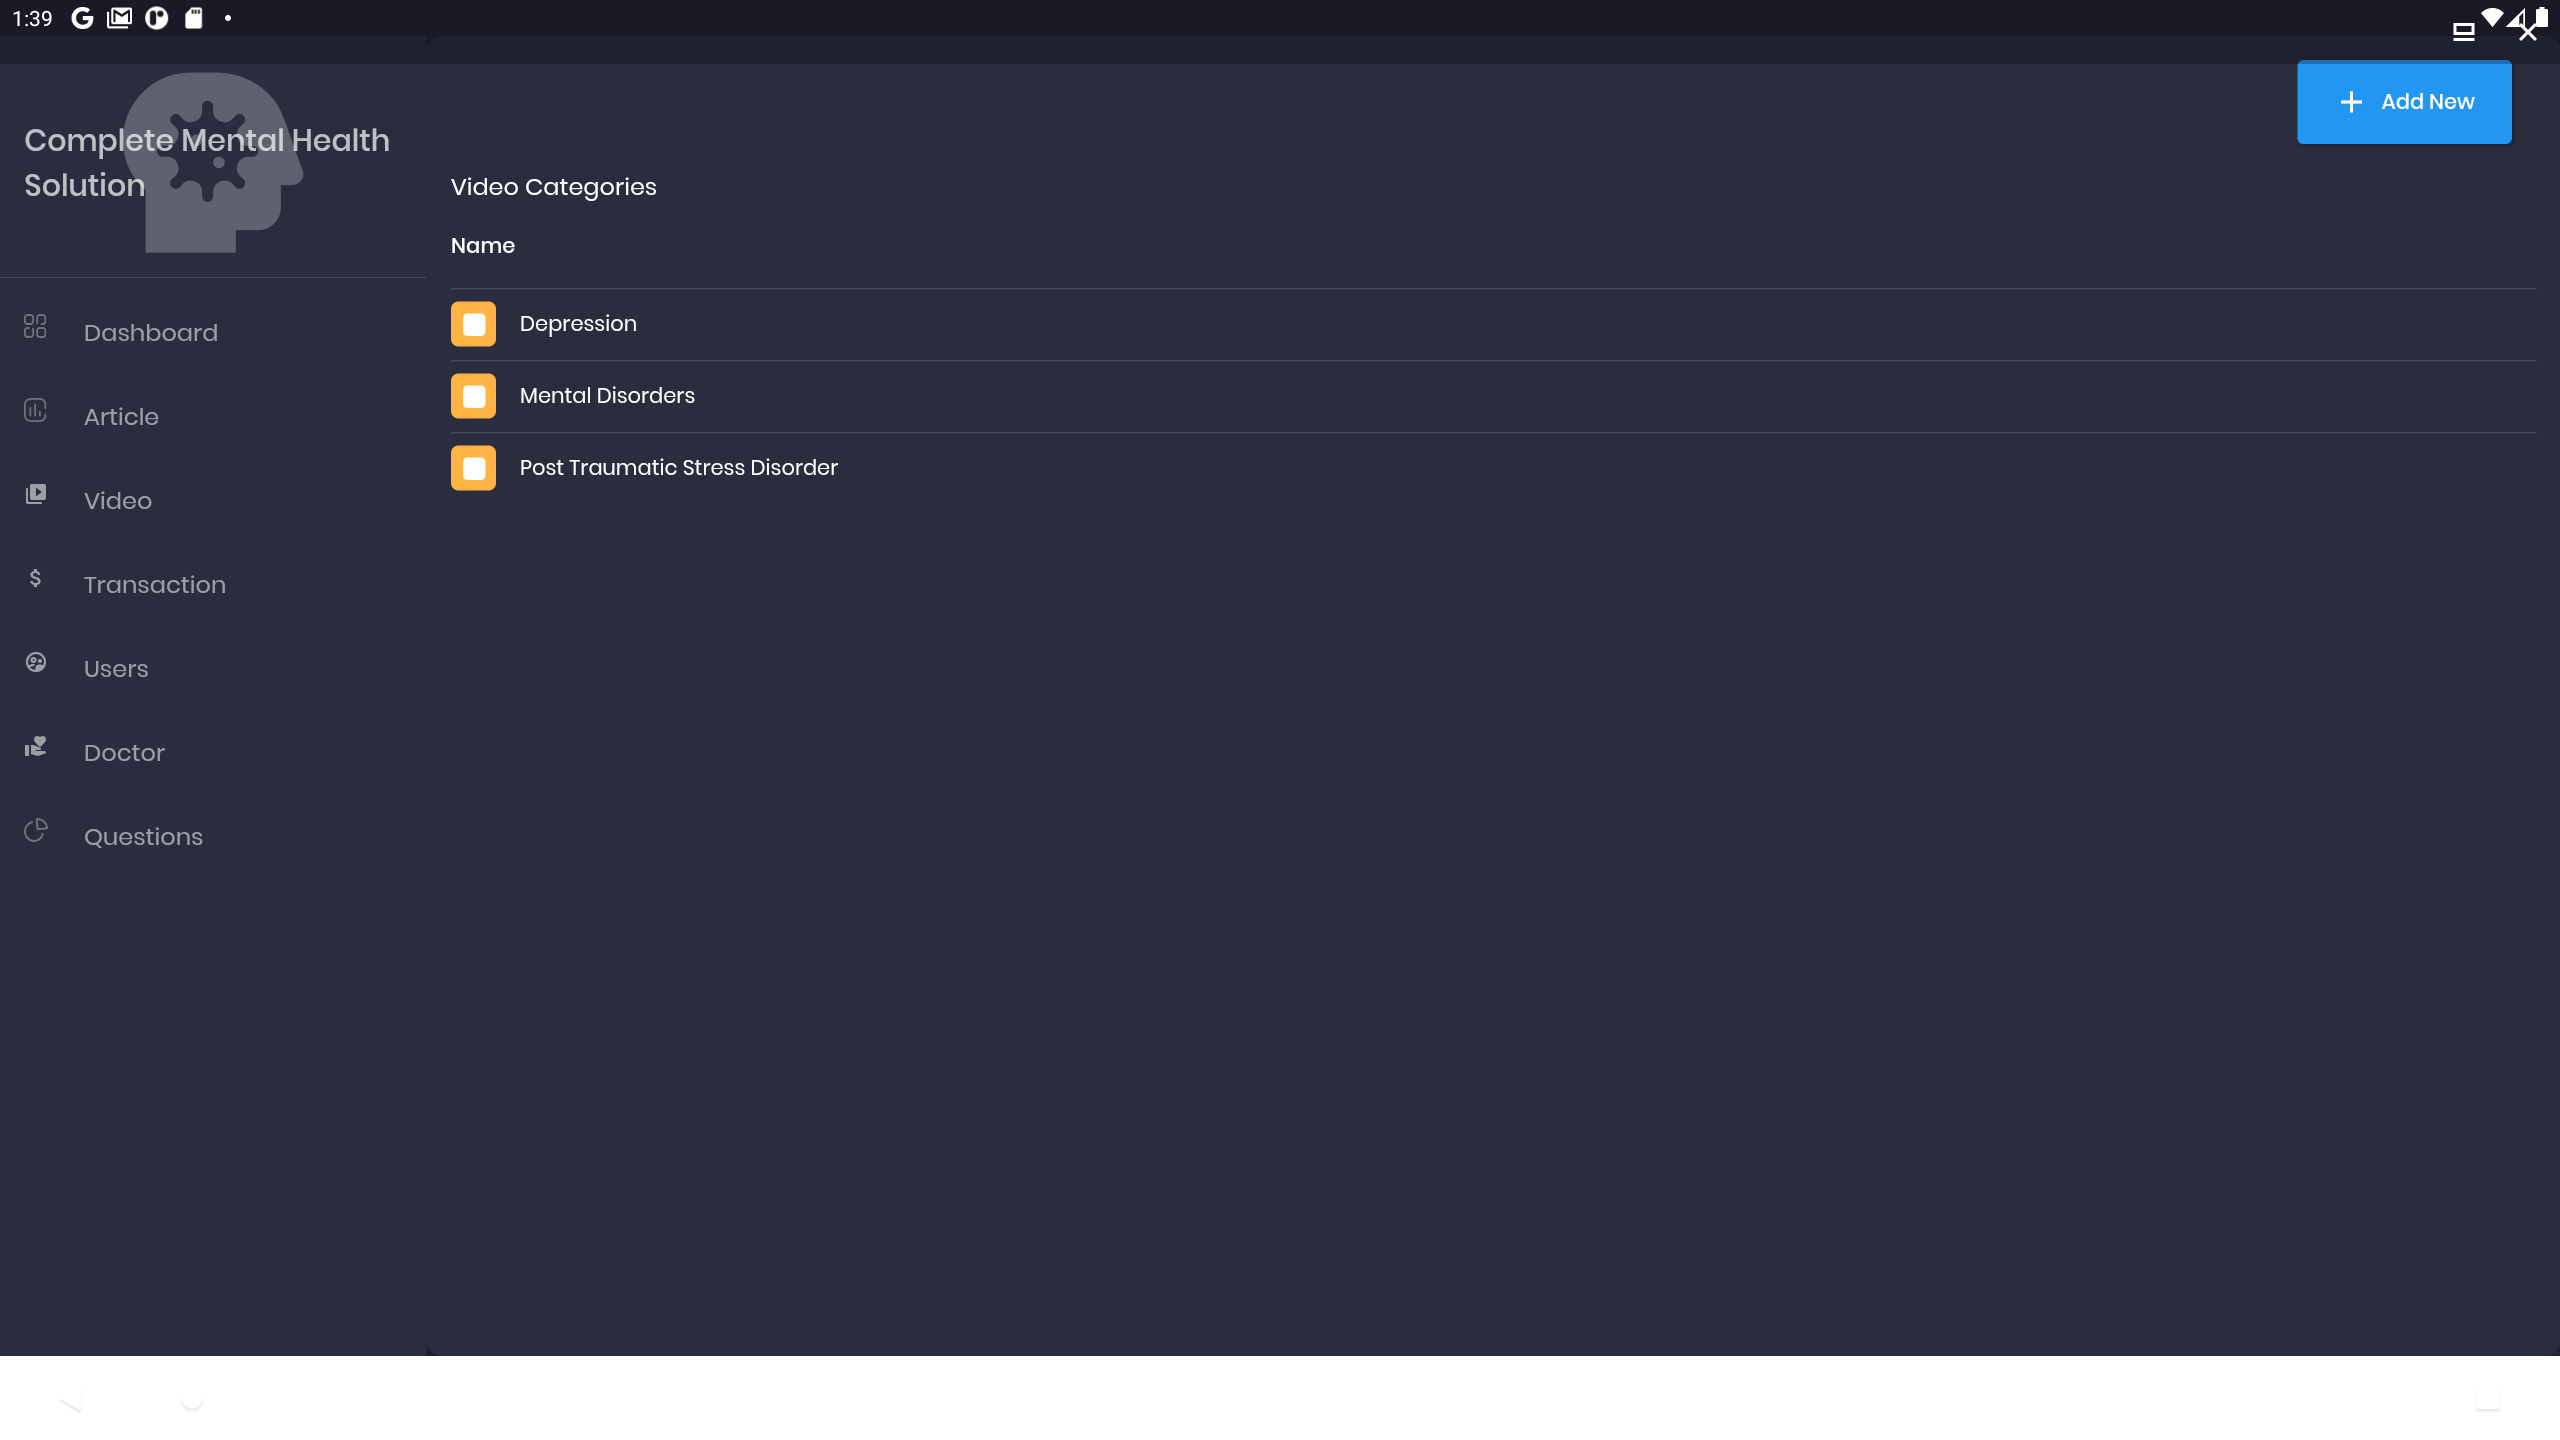 1:39
Complete Mental Health
Solution
Dashboard
Article
Video
Transaction
Users
Doctor
Questions
Add New
Video Categories
Name
Depression
Mental Disorders
Post Traumatic Stress Disorder